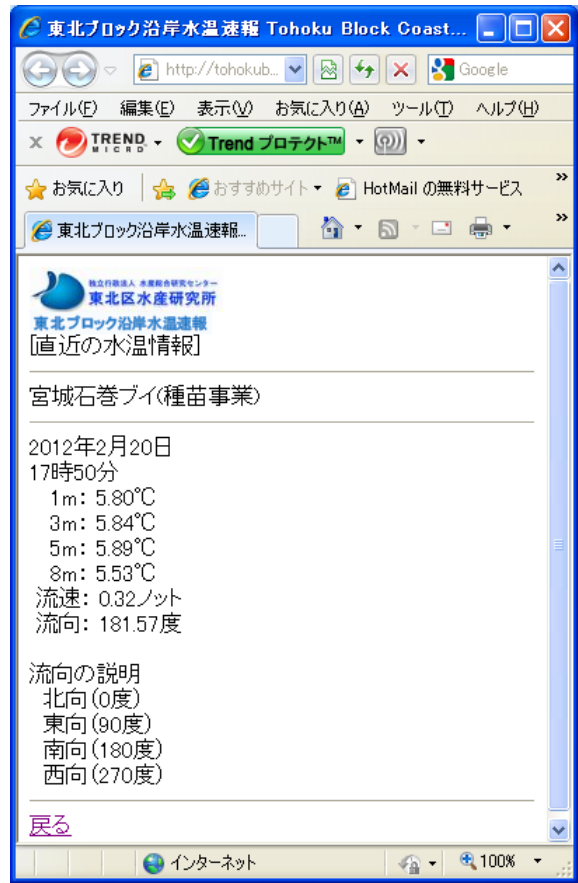 東北ブロック沿岸水温速報 Tohoku Block Coast...
http://tohokub... Google
ファイル(F) 編集(E) 表示(V) お気に入り(A) ツール(T) ヘルプ(H)
x TREND MICRO Trend プロテクト™
お気に入り おすすめサイト HotMail の無料サービス »
東北ブロック沿岸水温速報... »
独立行政法人 水産総合研究センター
東北区水産研究所
東北ブロック沿岸水温速報
[直近の水温情報]
宮城石巻ブイ(種苗事業)
2012年2月20日
17時50分
1m: 5.80℃
3m: 5.84℃
5m: 5.89℃
8m: 5.53℃
流速: 0.32ノット
流向: 181.57度
流向の説明
北向(0度)
東向(90度)
南向(180度)
西向(270度)
戻る
インターネット 100%